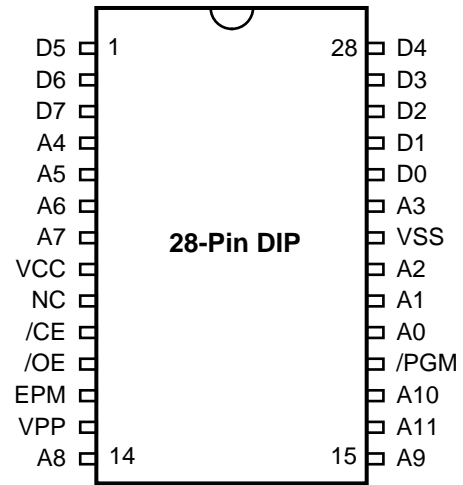 D5 1 28 D4
D6 D3
D7 D2
A4 D1
A5 D0
A6 A3
A7 28-Pin DIP VSS
VCC A2
NC A1
/CE A0
/OE /PGM
EPM A10
VPP A11
A8 14 15 A9